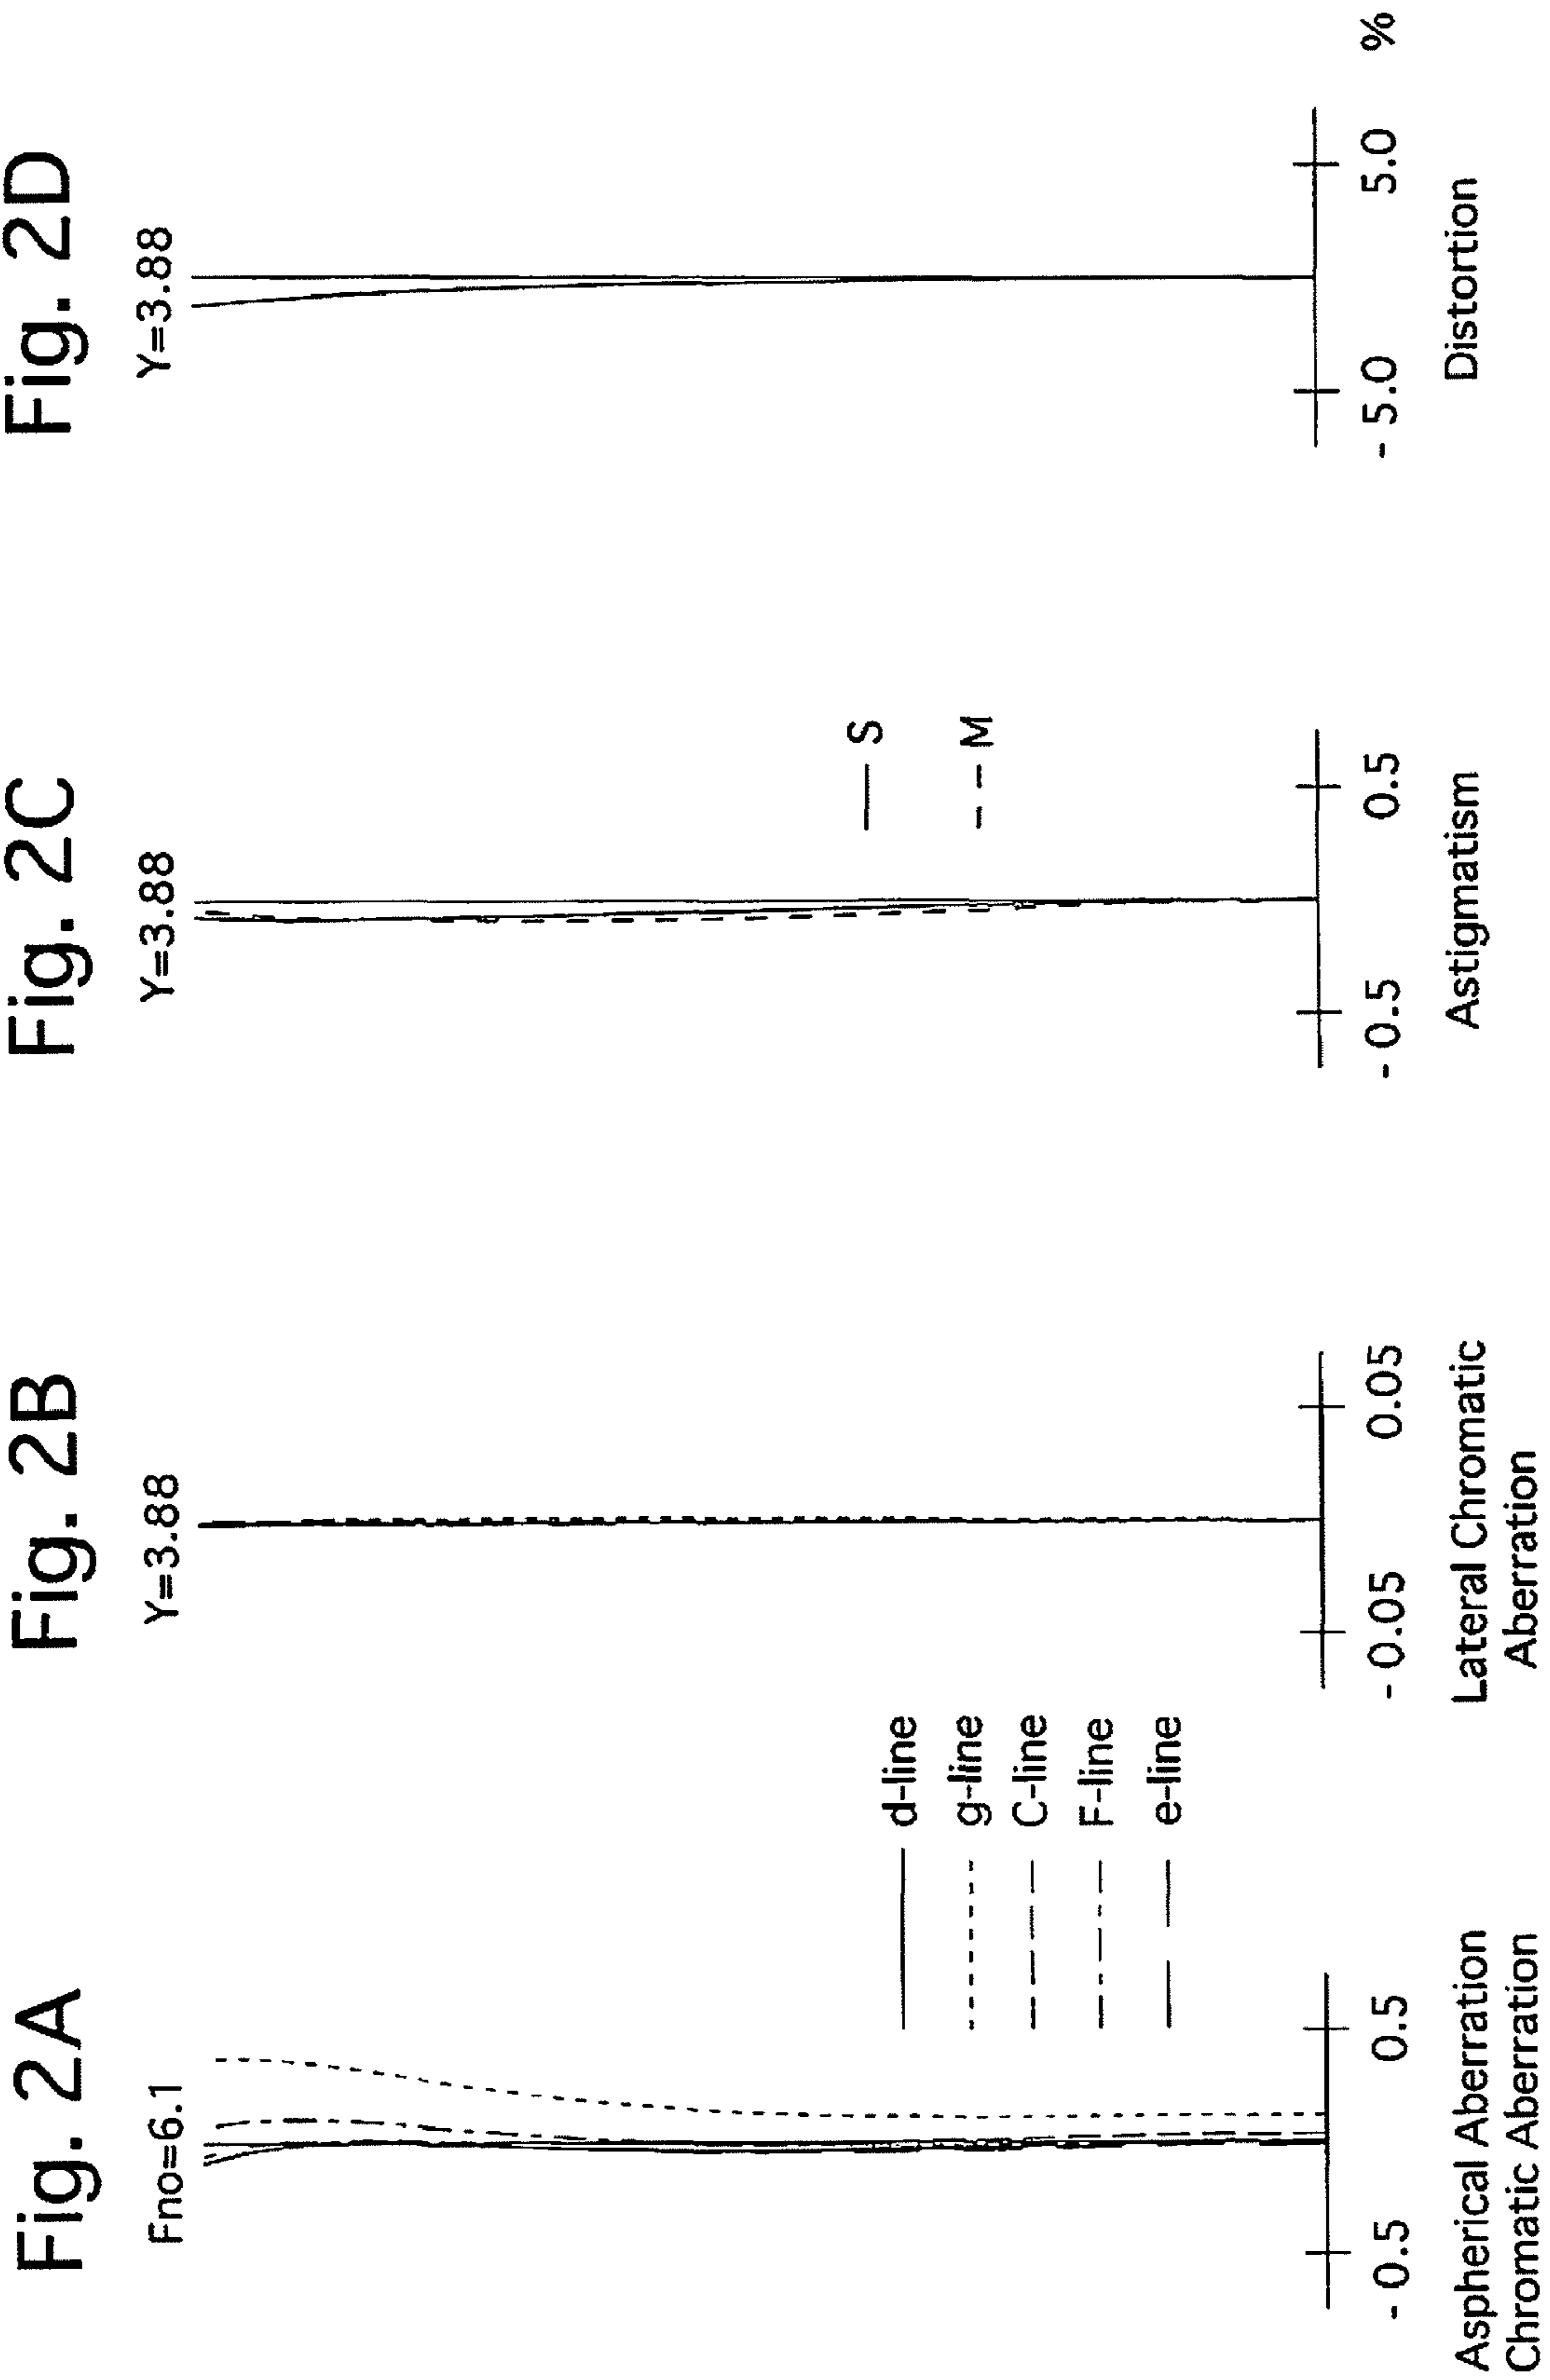 Fig. 2A
Fno=6.1
d-line
g-line
C-line
F-line
e-line
-0.5
0.5
Aspherical Aberration
Chromatic Aberration
Fig. 2B
Y=3.88
-0.05
0.05
Lateral Chromatic
Aberration
Fig. 2C
Y=3.88
S
M
-0.5
0.5
Astigmatism
Fig. 2D
Y=3.88
-5.0
5.0
%
Distortion